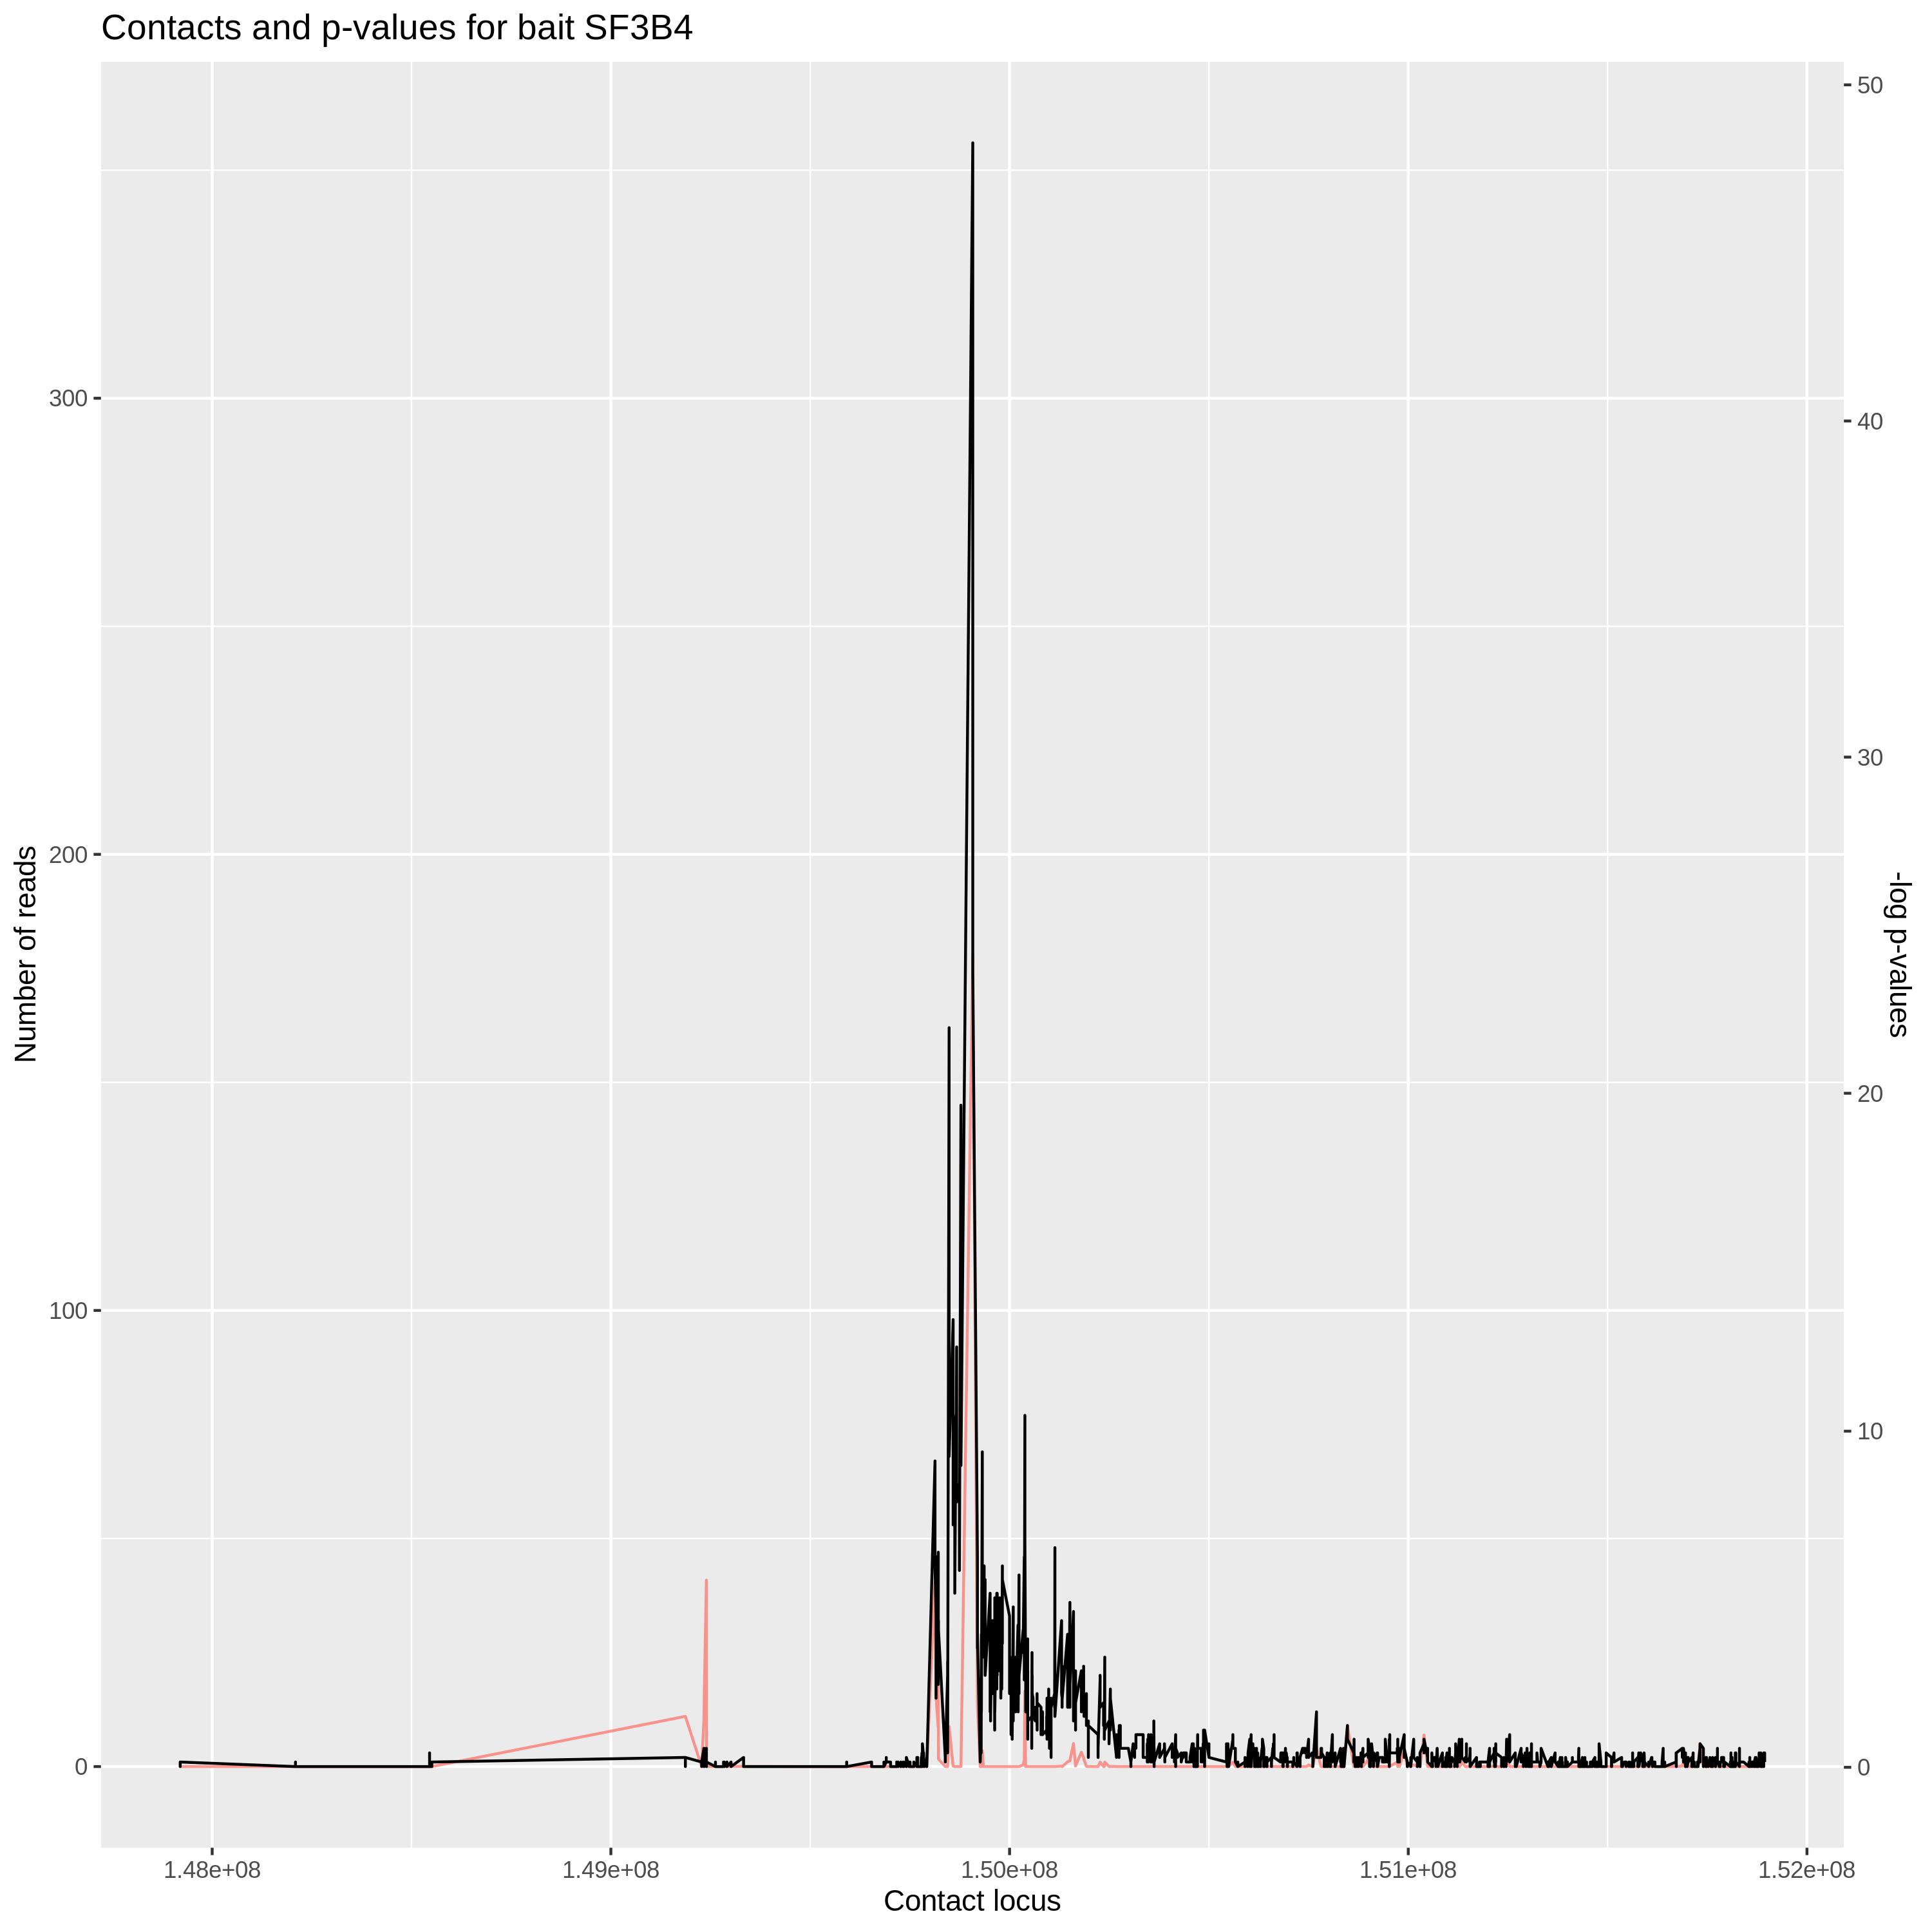 Contacts and p-values for bait SF3B4
50
40
30
20
10
0
300
200
100
0
Number of reads
-log p-values
1.48e+08
1.49e+08
1.50e+08
1.51e+08
1.52e+08
Contact locus